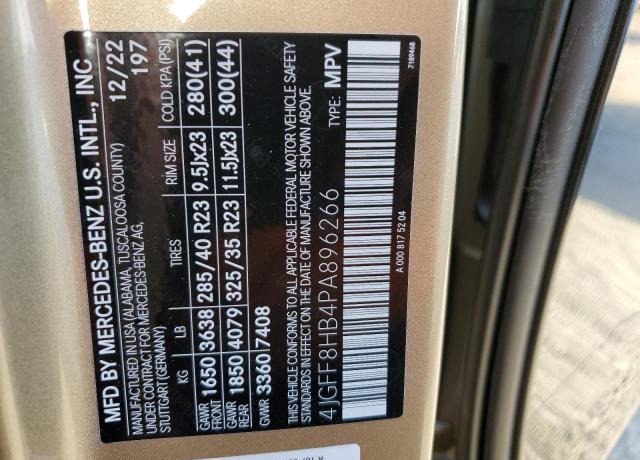 MFD BY MERCEDES-BENZ U.S. INTL., INC
MANUFACTURED IN USA (ALABAMA, TUSCALOOSA COUNTY) 12/22
UNDER CONTRACT FOR MERCEDES-BENZ AG, 197
STUTTGART (GERMANY)
KG LB TIRES RIM SIZE COLD KPA(PSI)
GAWR FRONT 1650 3638 285/40 R23 9.5Jx23 280(41)
GAWR REAR 1850 4079 325/35 R23 11.5Jx23 300(44)
GVWR 3360 7408
THIS VEHICLE CONFORMS TO ALL APPLICABLE FEDERAL MOTOR VEHICLE SAFETY
STANDARDS IN EFFECT ON THE DATE OF MANUFACTURE SHOWN ABOVE.
4JGFF8HB4PA896266 TYPE: MPV
A 000 817 52 04
7189468